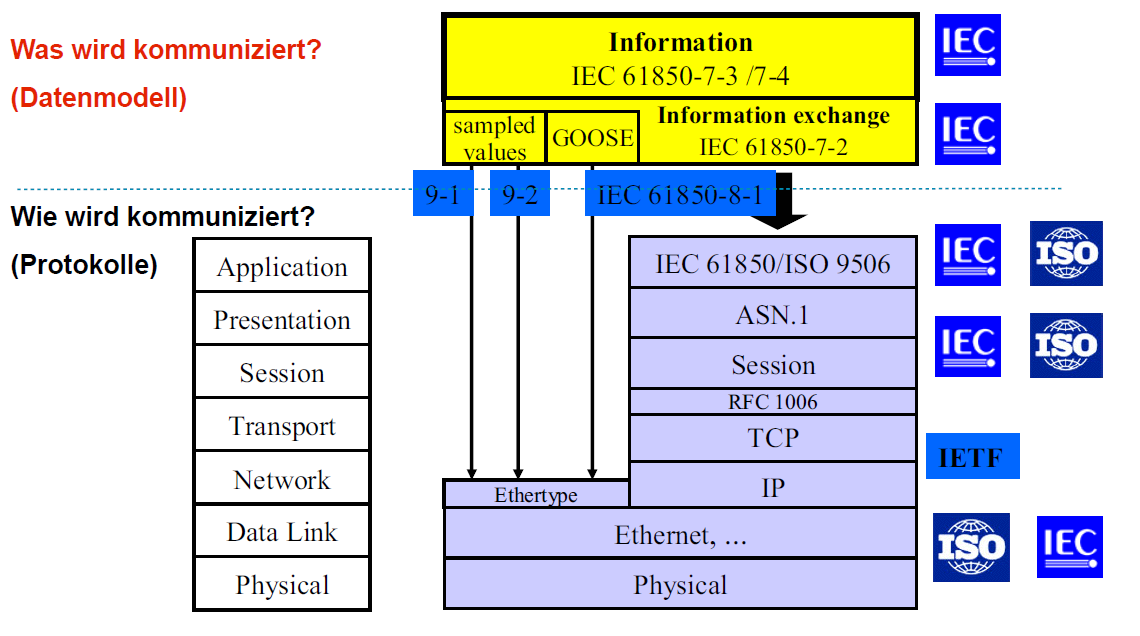 Was wird kommuniziert?
(Datenmodell)
Information
IEC 61850-7-3 /7-4
IEC
sampled
values
GOOSE
Information exchange
IEC 61850-7-2
IEC
9-1
9-2
IEC 61850-8-1
Wie wird kommuniziert?
(Protokolle)
Application
Presentation
Session
Transport
Network
Data Link
Physical
IEC 61850/ISO 9506
ASN.1
Session
RFC 1006
TCP
IP
Ethertype
Ethernet, ...
Physical
IEC
ISO
IEC
ISO
IETF
ISO
IEC